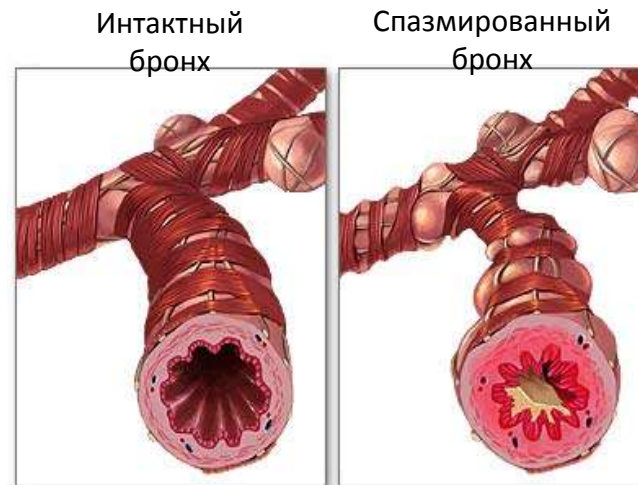 Интактный
бронх
Спазмированный
бронх